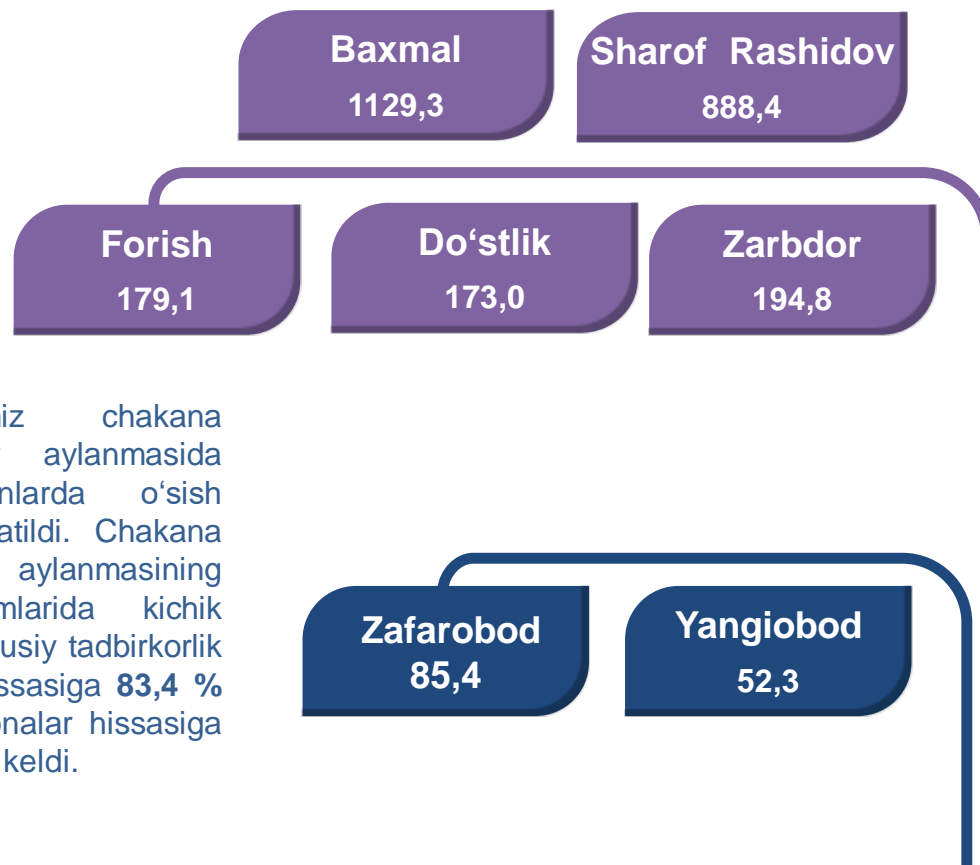 Baxmal
1129,3
Sharof Rashidov
888,4
Forish
179,1
Do‘stlik
173,0
Zarbdor
194,8
chakana
aylanmasida
o‘sish
Chakana
aylanmasining
kichik
tadbirkorlik
83,4 %
hissasiga
keldi.
Zafarobod
85,4
Yangiobod
52,3